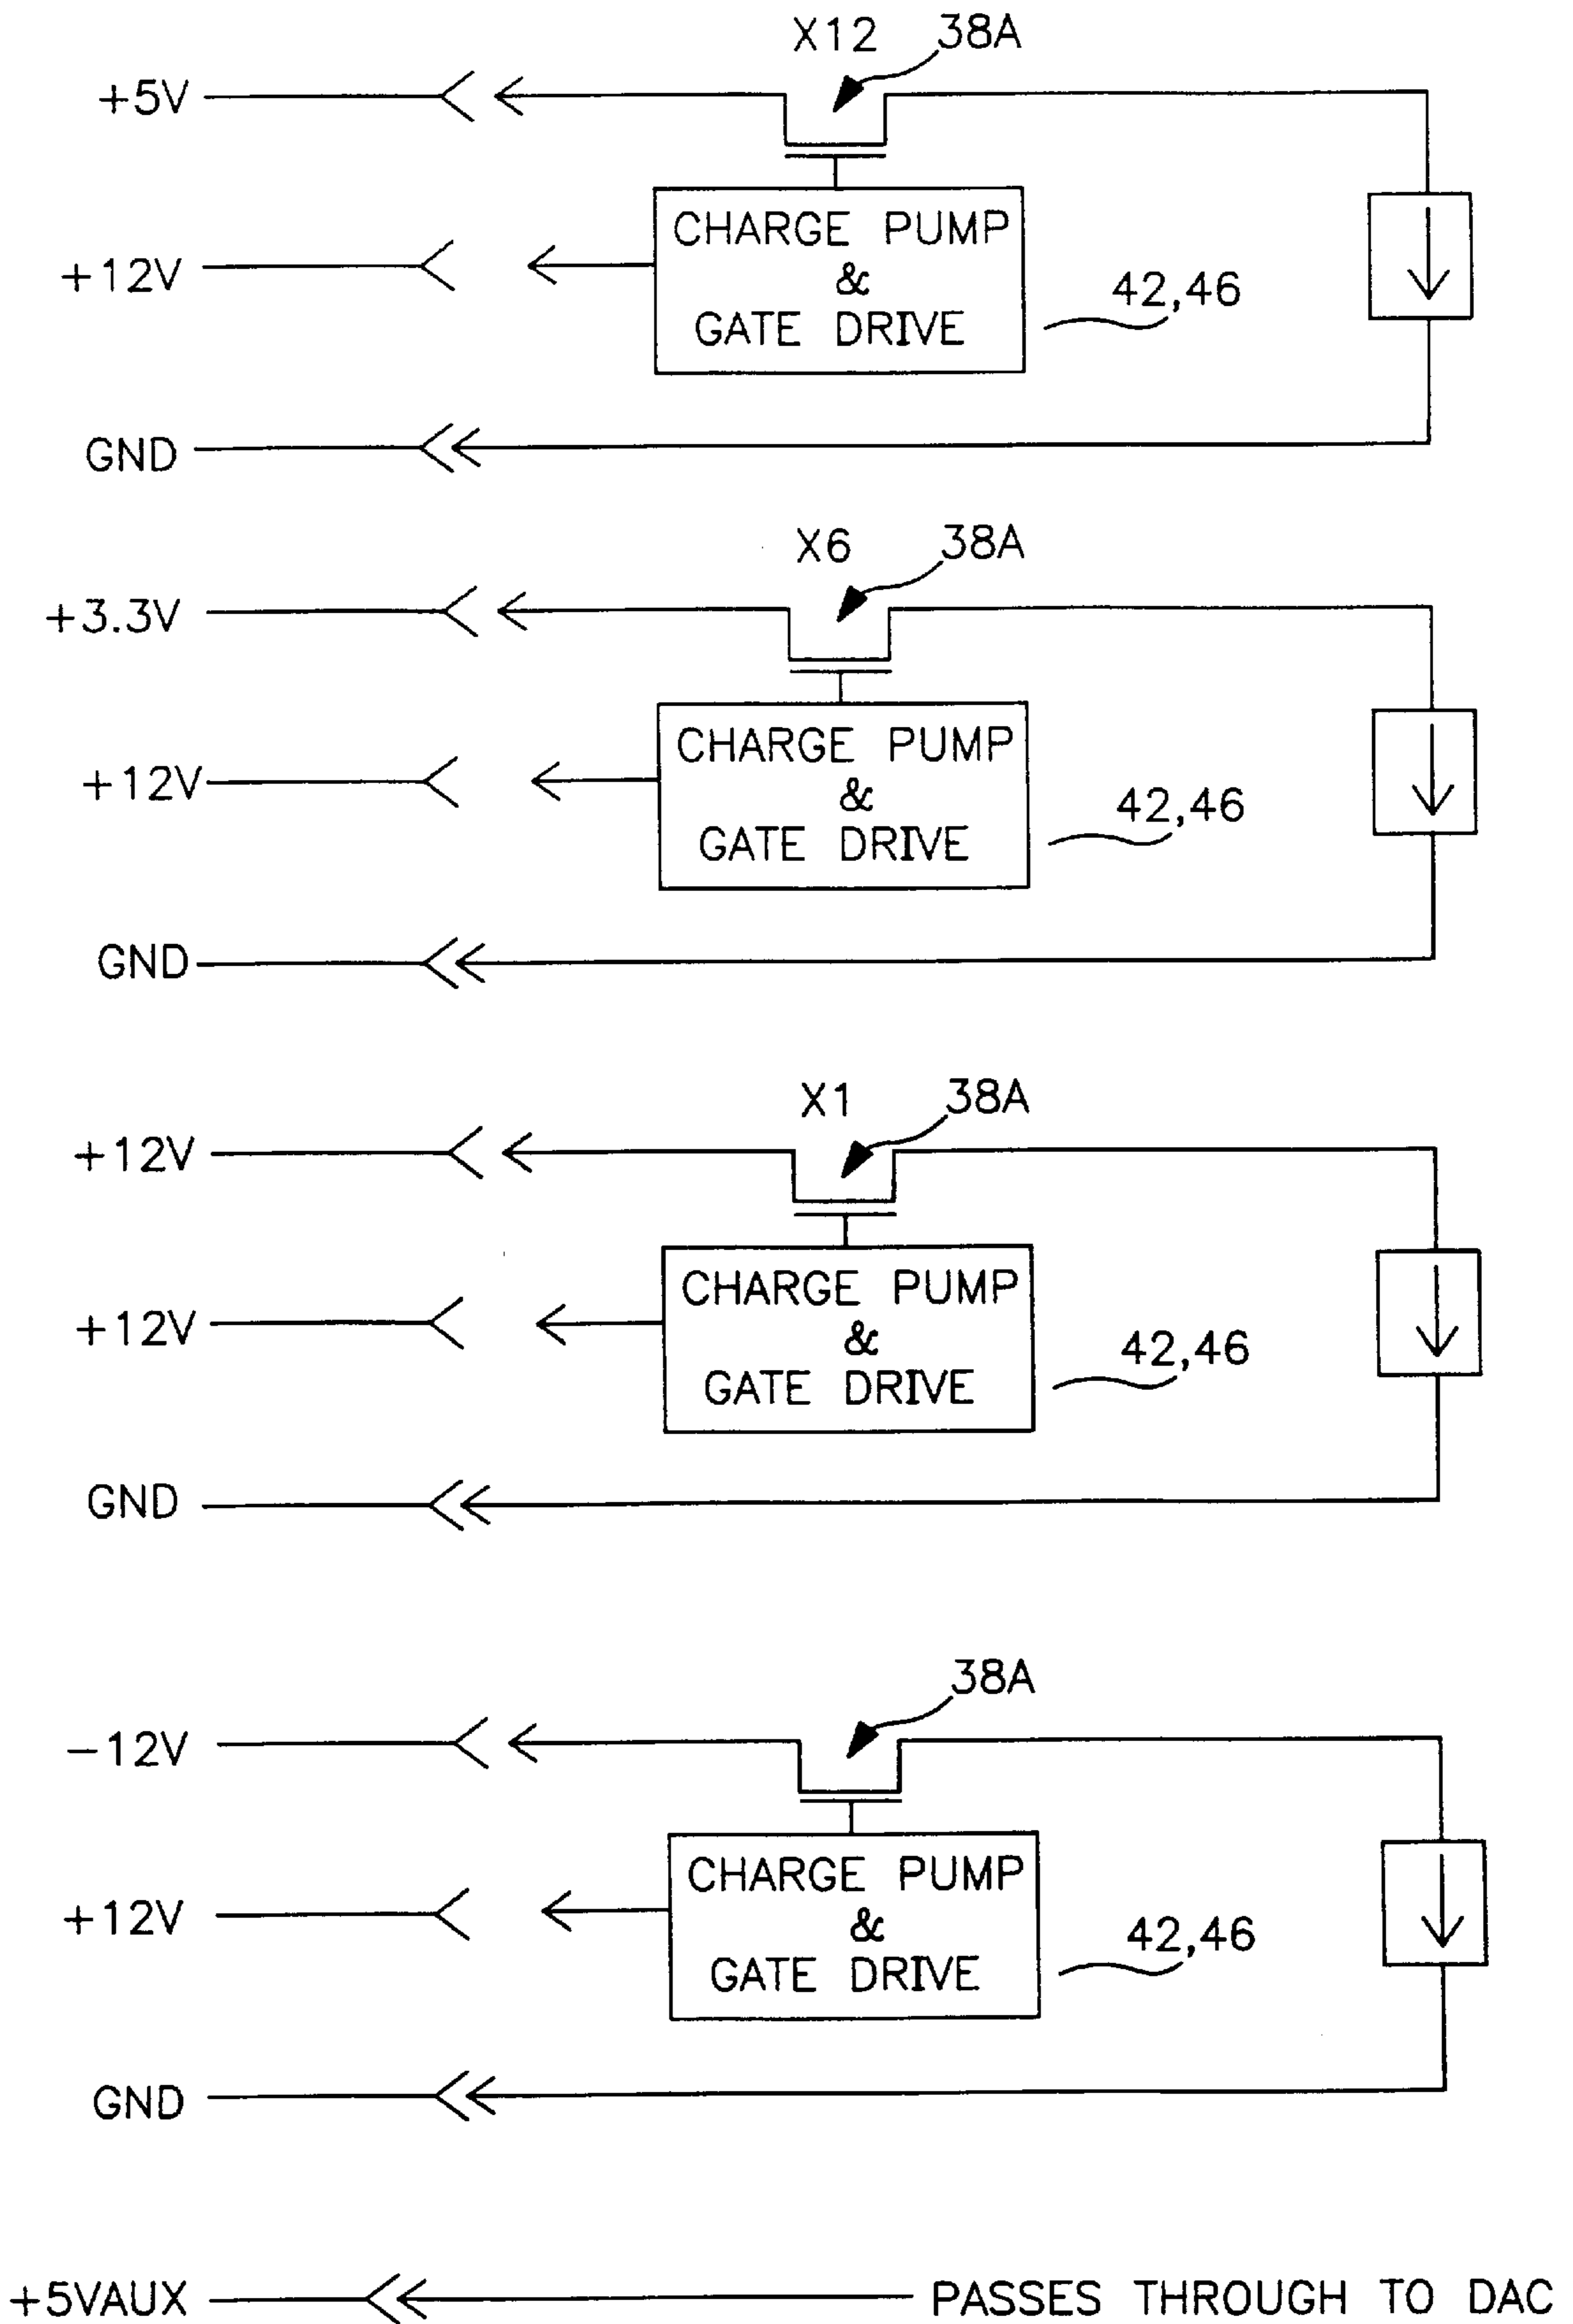 X12 38A
+5V
CHARGE PUMP
+12V
&
42,46
GATE DRIVE
GND
X6 38A
+3.3V
CHARGE PUMP
+12V
&
42,46
GATE DRIVE
GND
X1 38A
+12V
CHARGE PUMP
+12V
&
42,46
GATE DRIVE
GND
38A
-12V
CHARGE PUMP
+12V
&
42,46
GATE DRIVE
GND
+5VAUX PASSES THROUGH TO DAC